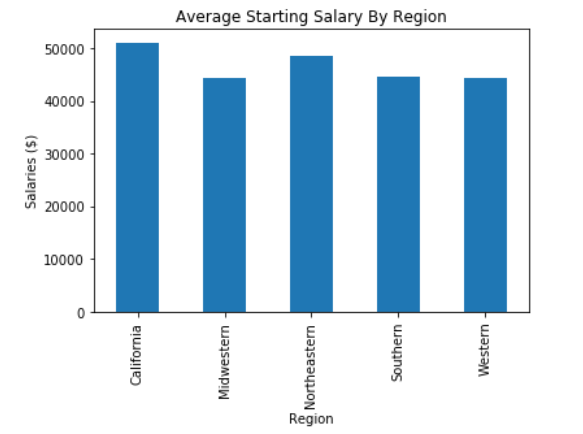 Average Starting Salary By Region
50000
40000
30000
20000
10000
0
Salaries ($)
California
Midwestern
Northeastern
Southern
Western
Region